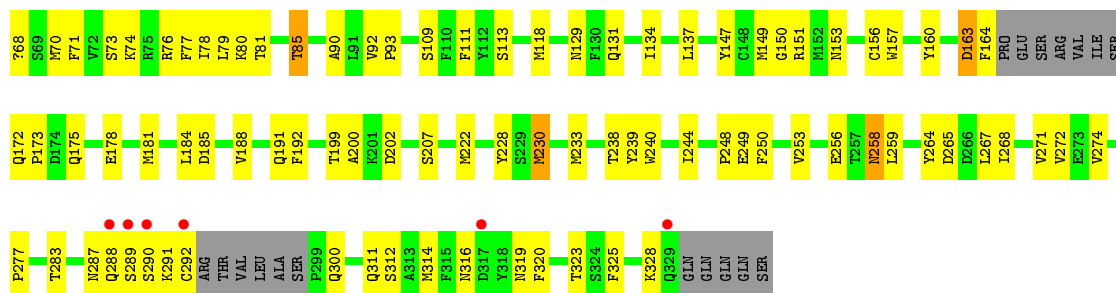 ?68 S69 M70 F71 V72 S73 K74 R75 R76 F77 I78 L79 K80 T81 T85 A90 L91 V92 P93 S109 F110 F111 Y112 S113 M118 N129 F130 Q131 I134 L137 Y147 C148 M149 G150 R151 M152 N153 C156 W157 Y160 D163 F164 PRO GLU SER ARG VAL ILE SER
Q172 P173 D174 Q175 E178 M181 L184 D185 V188 Q191 F192 T199 A200 K201 D202 S207 M222 Y228 S229 M230 M233 T238 Y239 W240 I244 P248 E249 F250 V253 E256 T257 N258 L259 Y264 D265 D266 L267 I268 V271 V272 E273 V274
P277 T283 N287 Q288 S289 S290 K291 C292 ARG THR VAL LEU ALA SER P299 Q300 Q311 S312 A313 M314 F315 N316 D317 Y318 N319 F320 T323 S324 F325 K328 Q329 GLN GLN GLN GLN SER